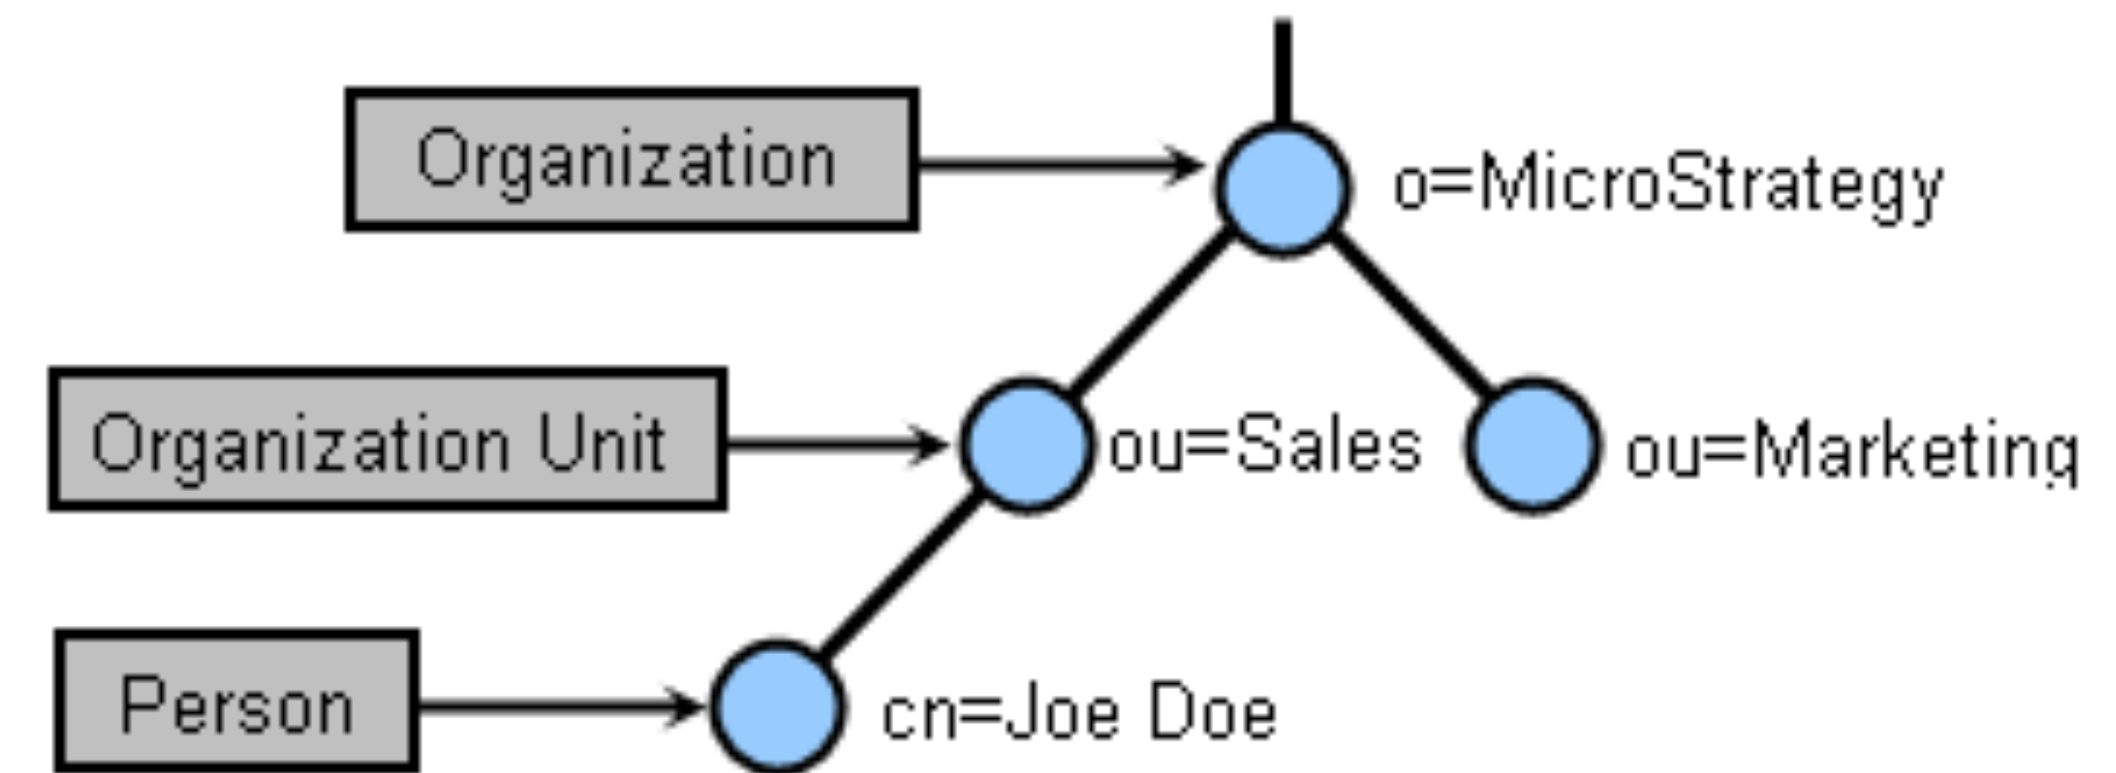 Organization
o=MicroStrategy
Organization Unit
ou=Sales
ou=Marketing
Person
cn=Joe Doe